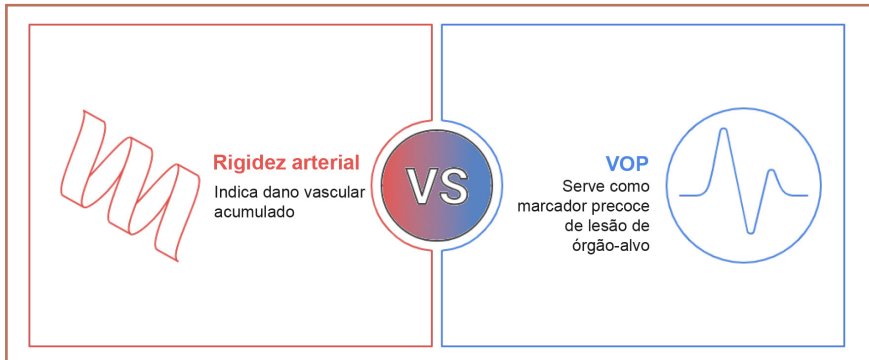 Rigidez arterial
Indica dano vascular
acumulado
VS
VOP
Serve como
marcador precoce
de lesão de
órgão-alvo